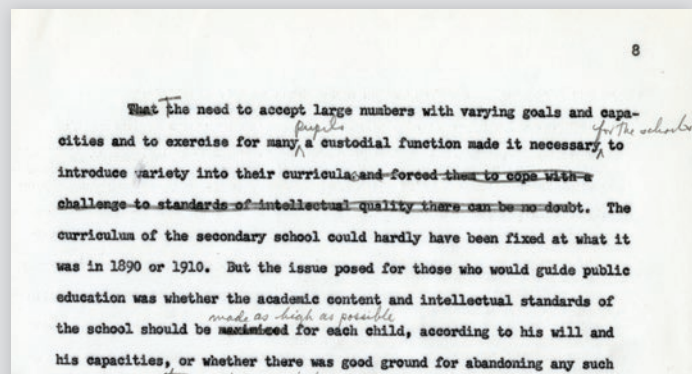 8
That The need to accept large numbers with varying goals and capa-
pupils
for the schools
cities and to exercise for many a custodial function made it necessary to
introduce variety into their curricula and forced them to cope with a
challenge to standards of intellectual quality there can be no doubt. The
curriculum of the secondary school could hardly have been fixed at what it
was in 1890 or 1910. But the issue posed for those who would guide public
education was whether the academic content and intellectual standards of
made as high as possible
the school should be maximized for each child, according to his will and
his capacities, or whether there was good ground for abandoning any such